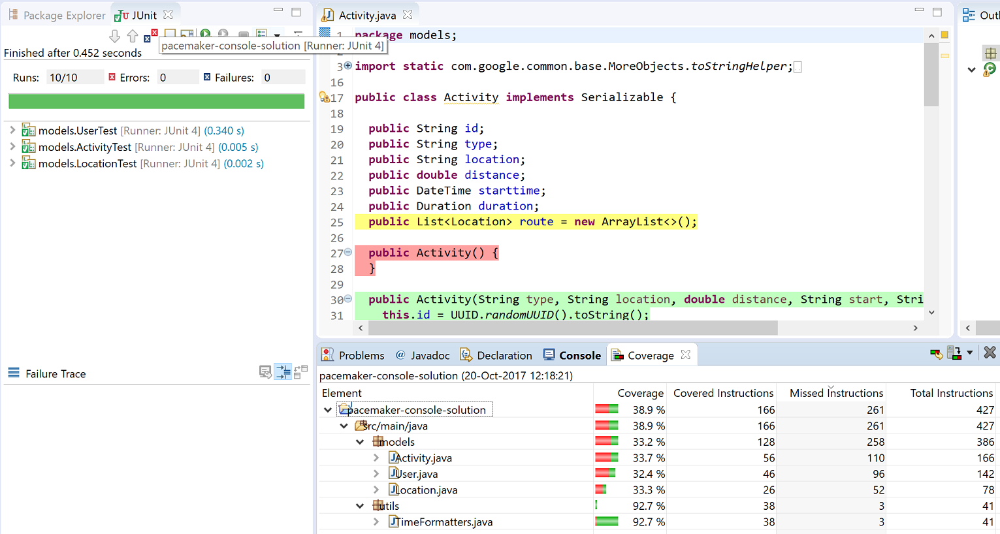 Package Explorer
JUnit
Finished after 0.452 seconds
pacemaker-console-solution [Runner: JUnit 4]
Runs: 10/10 Errors: 0 Failures: 0
models.UserTest [Runner: JUnit 4] (0.340 s)
models.ActivityTest [Runner: JUnit 4] (0.005 s)
models.LocationTest [Runner: JUnit 4] (0.002 s)
Failure Trace
Activity.java
1 package models;
3 import static com.google.common.base.MoreObjects.toStringHelper;
16
17 public class Activity implements Serializable {
18
19 public String id;
20 public String type;
21 public String location;
22 public double distance;
23 public DateTime starttime;
24 public Duration duration;
25 public List<Location> route = new ArrayList<>();
26
27 public Activity() {
28 }
29
30 public Activity(String type, String location, double distance, String start, Stri
31 this.id = UUID.randomUUID().toString();
Outl
Problems @ Javadoc Declaration Console Coverage
pacemaker-console-solution (20-Oct-2017 12:18:21)
Element Coverage Covered Instructions Missed Instructions Total Instructions
pacemaker-console-solution 38.9 % 166 261 427
src/main/java 38.9 % 166 261 427
models 33.2 % 128 258 386
Activity.java 33.7 % 56 110 166
User.java 32.4 % 46 96 142
Location.java 33.3 % 26 52 78
utils 92.7 % 38 3 41
TimeFormatters.java 92.7 % 38 3 41